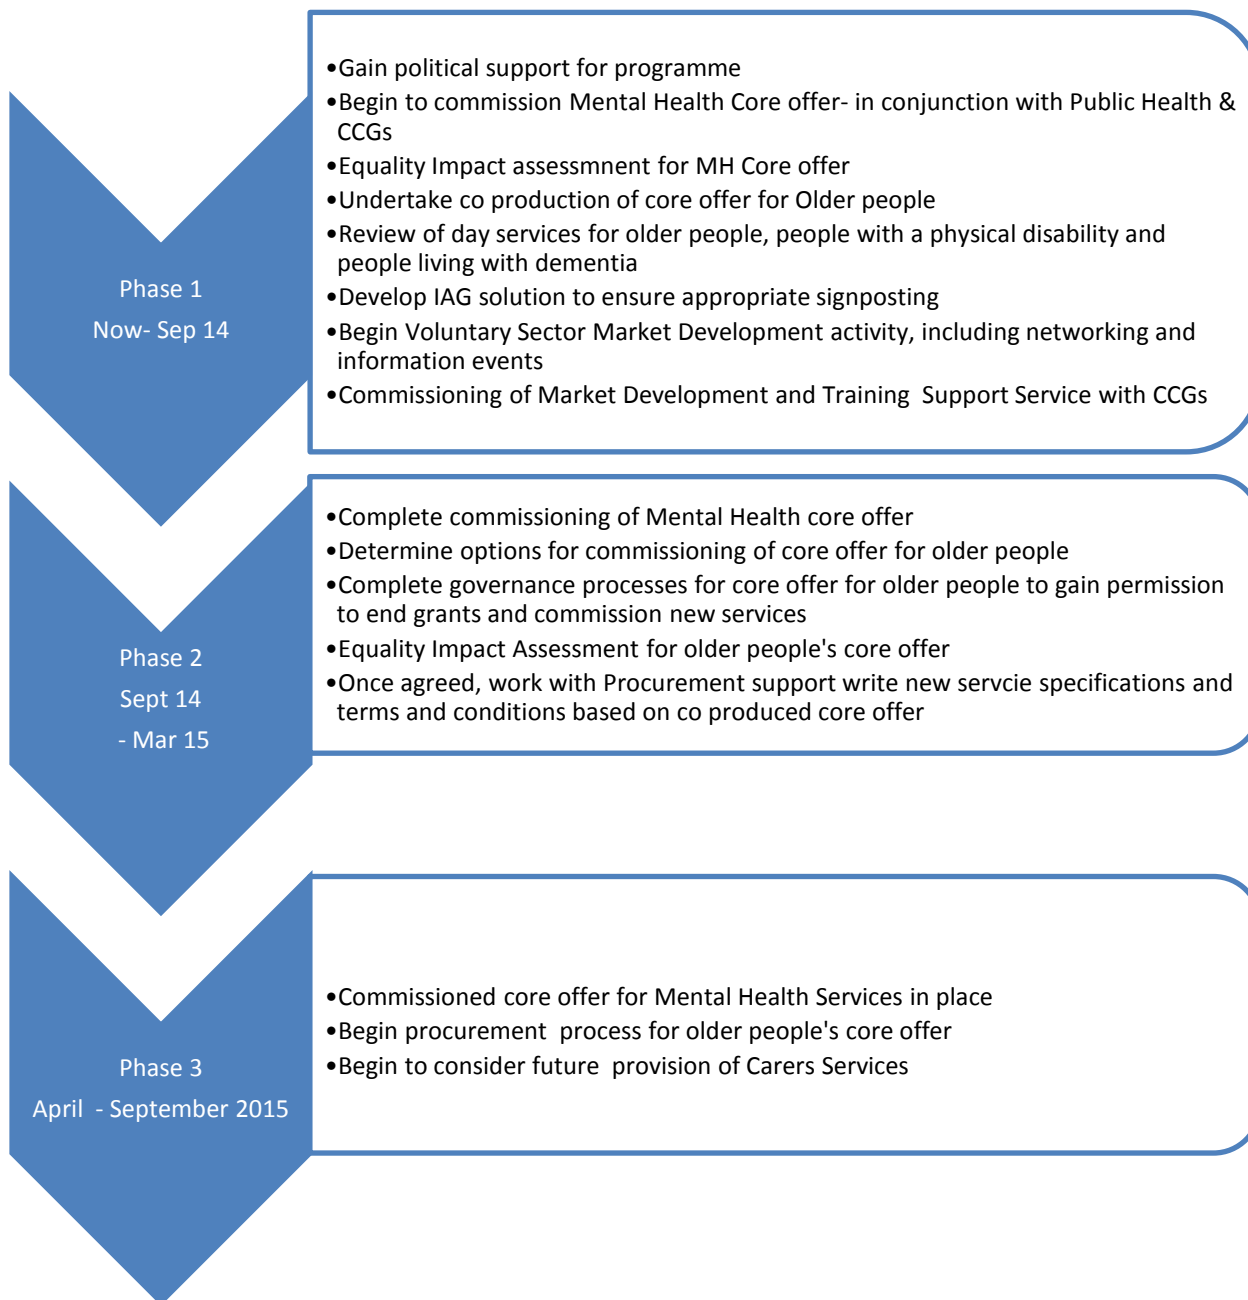 Phase 1
Now- Sep 14
•Gain political support for programme
•Begin to commission Mental Health Core offer- in conjunction with Public Health &
CCGs
•Equality Impact assessmnent for MH Core offer
•Undertake co production of core offer for Older people
•Review of day services for older people, people with a physical disability and
people living with dementia
•Develop IAG solution to ensure appropriate signposting
•Begin Voluntary Sector Market Development activity, including networking and
information events
•Commissioning of Market Development and Training  Support Service with CCGs
Phase 2
Sept 14
- Mar 15
•Complete commissioning of Mental Health core offer
•Determine options for commissioning of core offer for older people
•Complete governance processes for core offer for older people to gain permission
to end grants and commission new services
•Equality Impact Assessment for older people's core offer
•Once agreed, work with Procurement support write new servcie specifications and
terms and conditions based on co produced core offer
Phase 3
April  - September 2015
•Commissioned core offer for Mental Health Services in place
•Begin procurement  process for older people's core offer
•Begin to consider future  provision of Carers Services